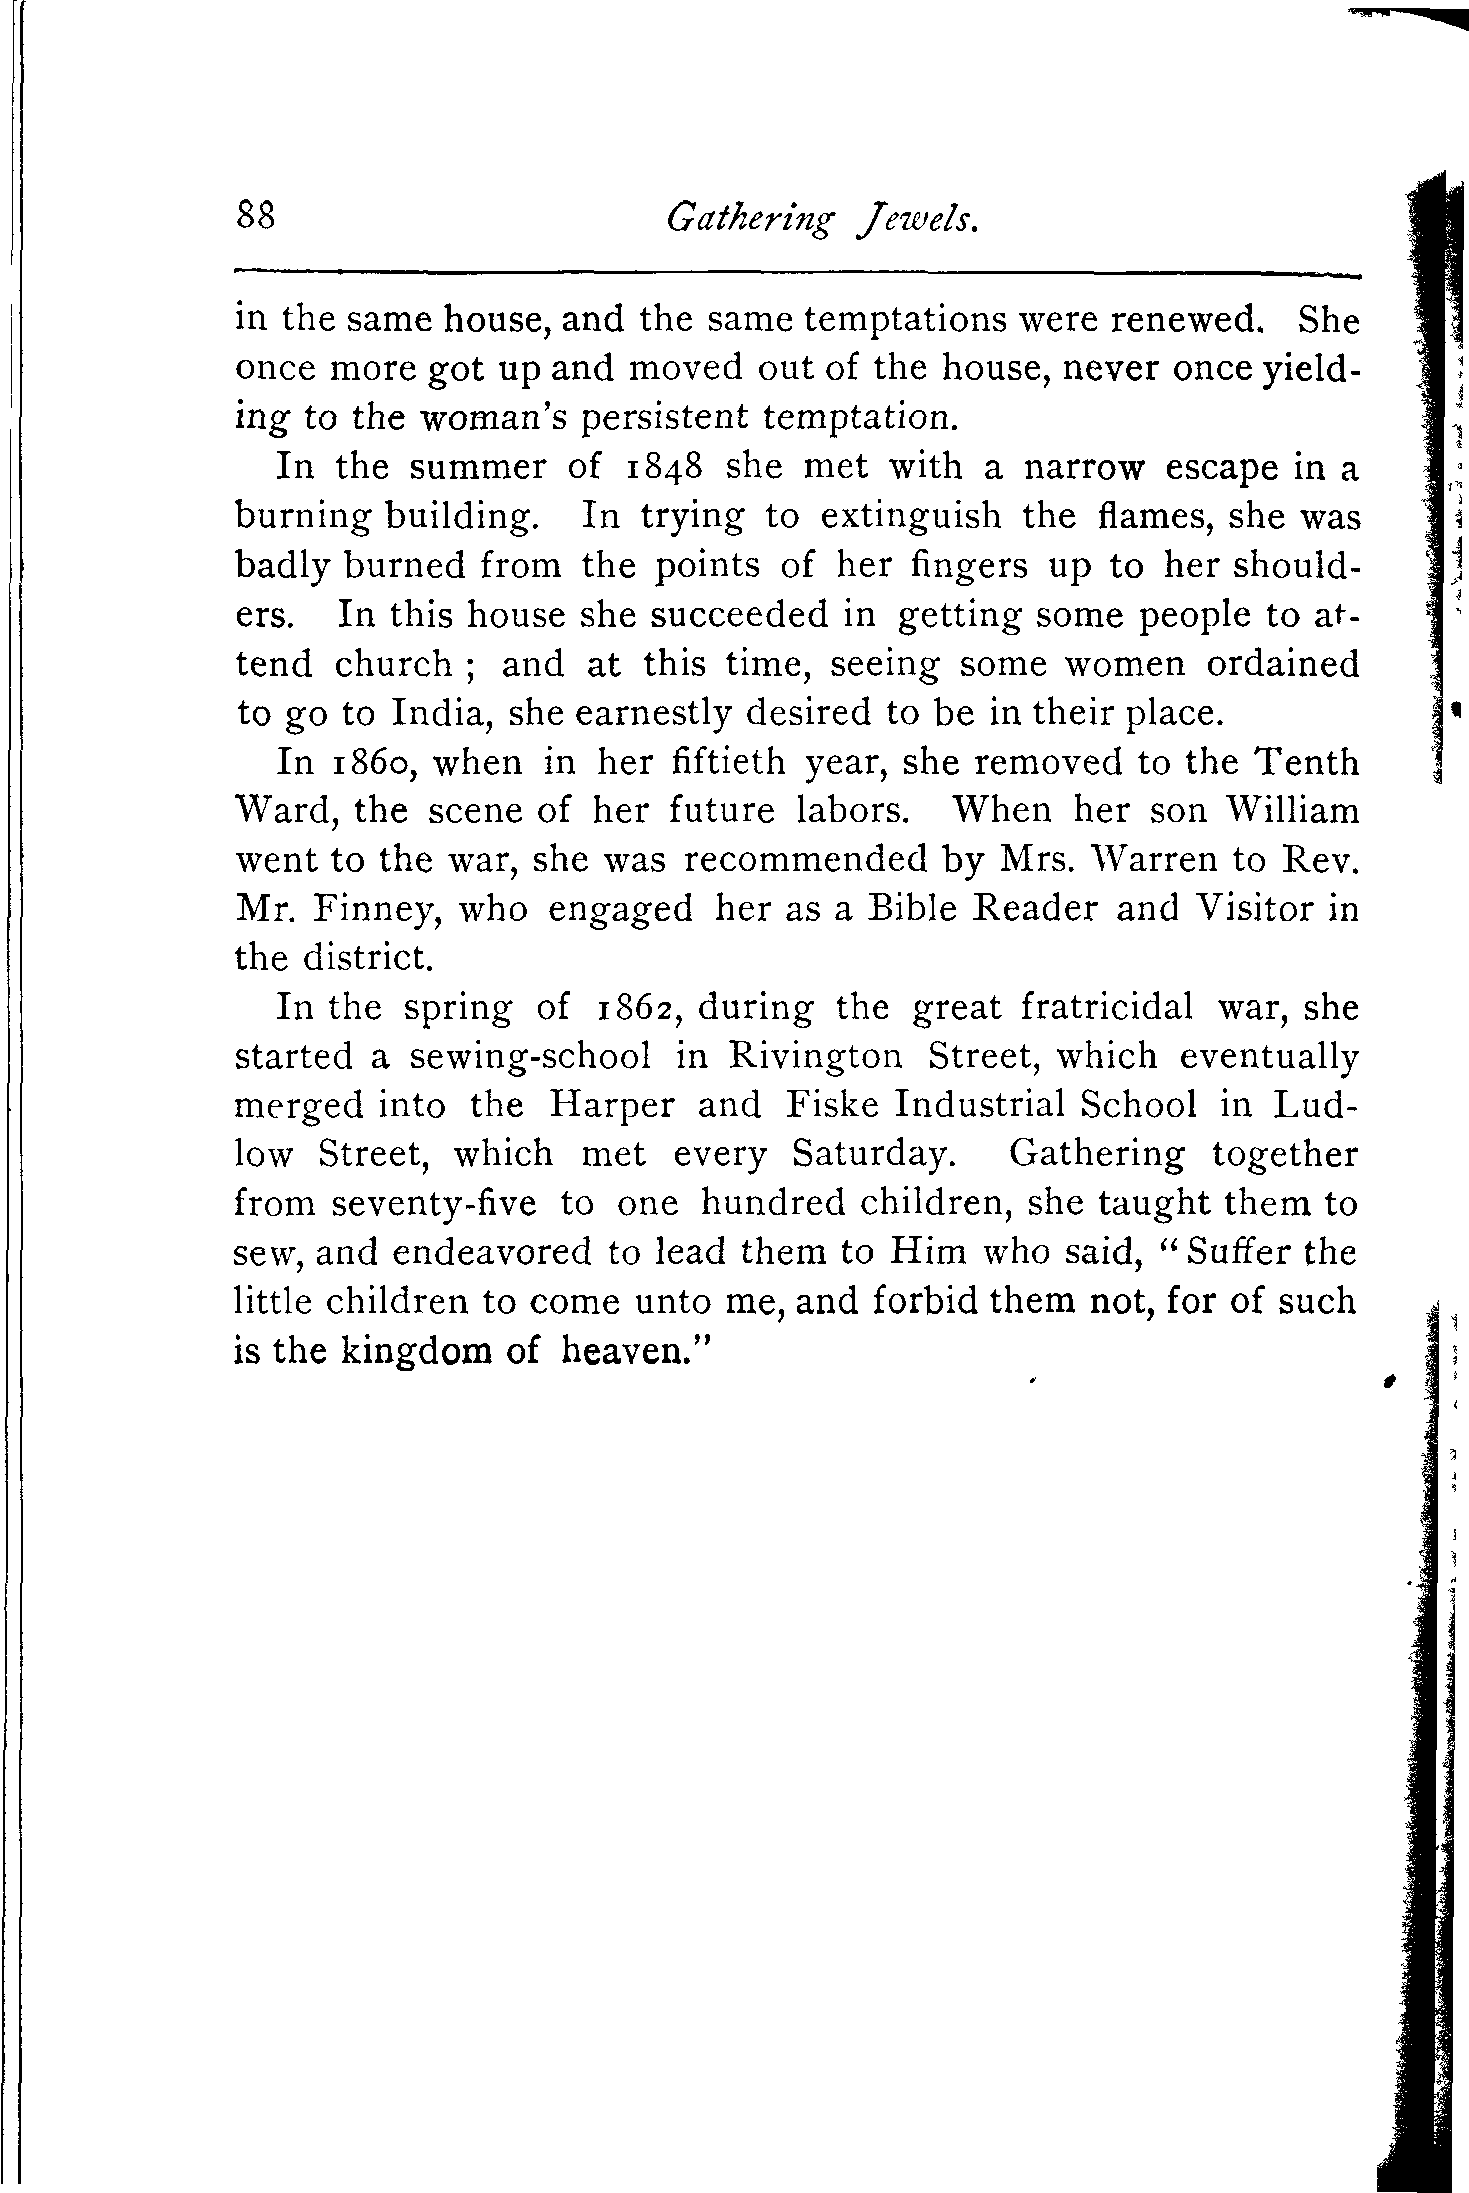 88 Gathering Jewels.
in the same house, and the same temptations were renewed. She
once more got up and moved out of the house, never once yield-
ing to the woman's persistent temptation.
In the summer of 1848 she met with a narrow escape in a
burning building. In trying to extinguish the flames, she was
badly burned from the points of her fingers up to her should-
ers. In this house she succeeded in getting some people to at-
tend church ; and at this time, seeing some women ordained
to go to India, she earnestly desired to be in their place.
In 1860, when in her fiftieth year, she removed to the Tenth
Ward, the scene of her future labors. When her son William
went to the war, she was recommended by Mrs. Warren to Rev.
Mr. Finney, who engaged her as a Bible Reader and Visitor in
the district.
In the spring of 1862, during the great fratricidal war, she
started a sewing-school in Rivington Street, which eventually
merged into the Harper and Fiske Industrial School in Lud-
low Street, which met every Saturday. Gathering together
from seventy-five to one hundred children, she taught them to
sew, and endeavored to lead them to Him who said, "Suffer the
little children to come unto me, and forbid them not, for of such
is the kingdom of heaven."